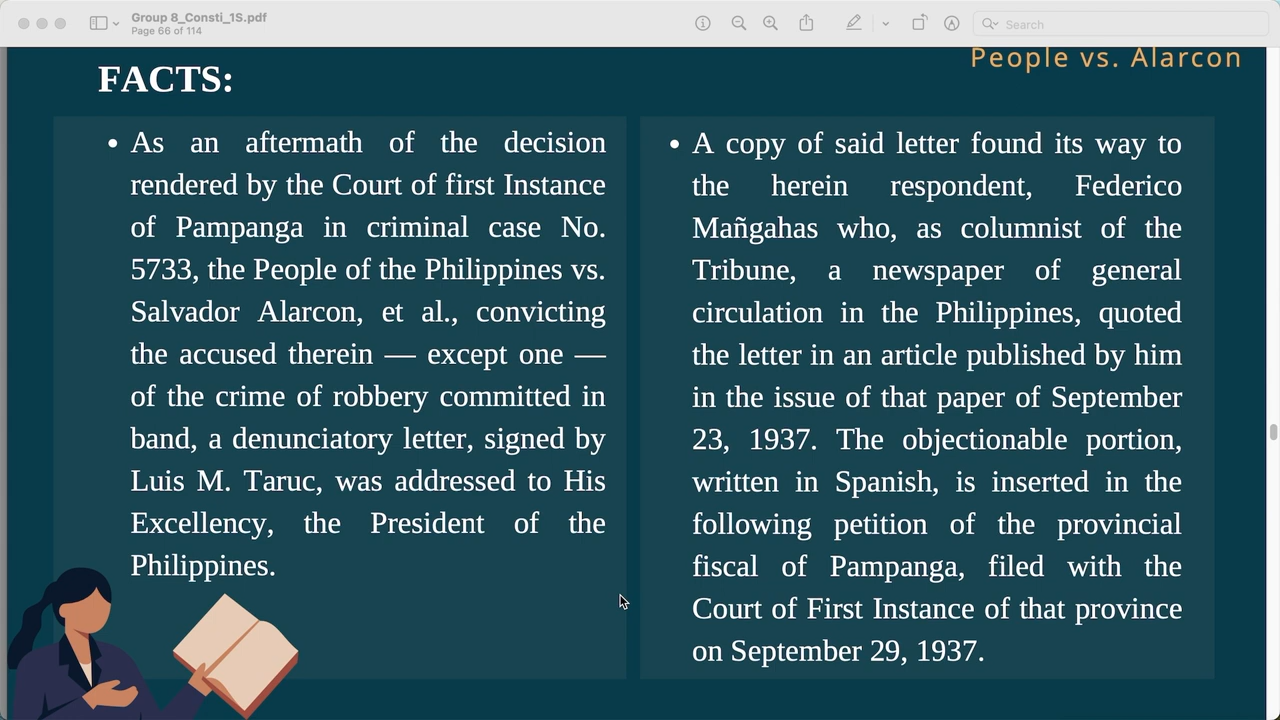 Group 8_Consti_1S.pdf
Page 66 of 114
Search
People vs. Alarcon
FACTS:
• As an aftermath of the decision
rendered by the Court of first Instance
of Pampanga in criminal case No.
5733, the People of the Philippines vs.
Salvador Alarcon, et al., convicting
the accused therein — except one —
of the crime of robbery committed in
band, a denunciatory letter, signed by
Luis M. Taruc, was addressed to His
Excellency, the President of the
Philippines.
• A copy of said letter found its way to
the herein respondent, Federico
Mañgahas who, as columnist of the
Tribune, a newspaper of general
circulation in the Philippines, quoted
the letter in an article published by him
in the issue of that paper of September
23, 1937. The objectionable portion,
written in Spanish, is inserted in the
following petition of the provincial
fiscal of Pampanga, filed with the
Court of First Instance of that province
on September 29, 1937.